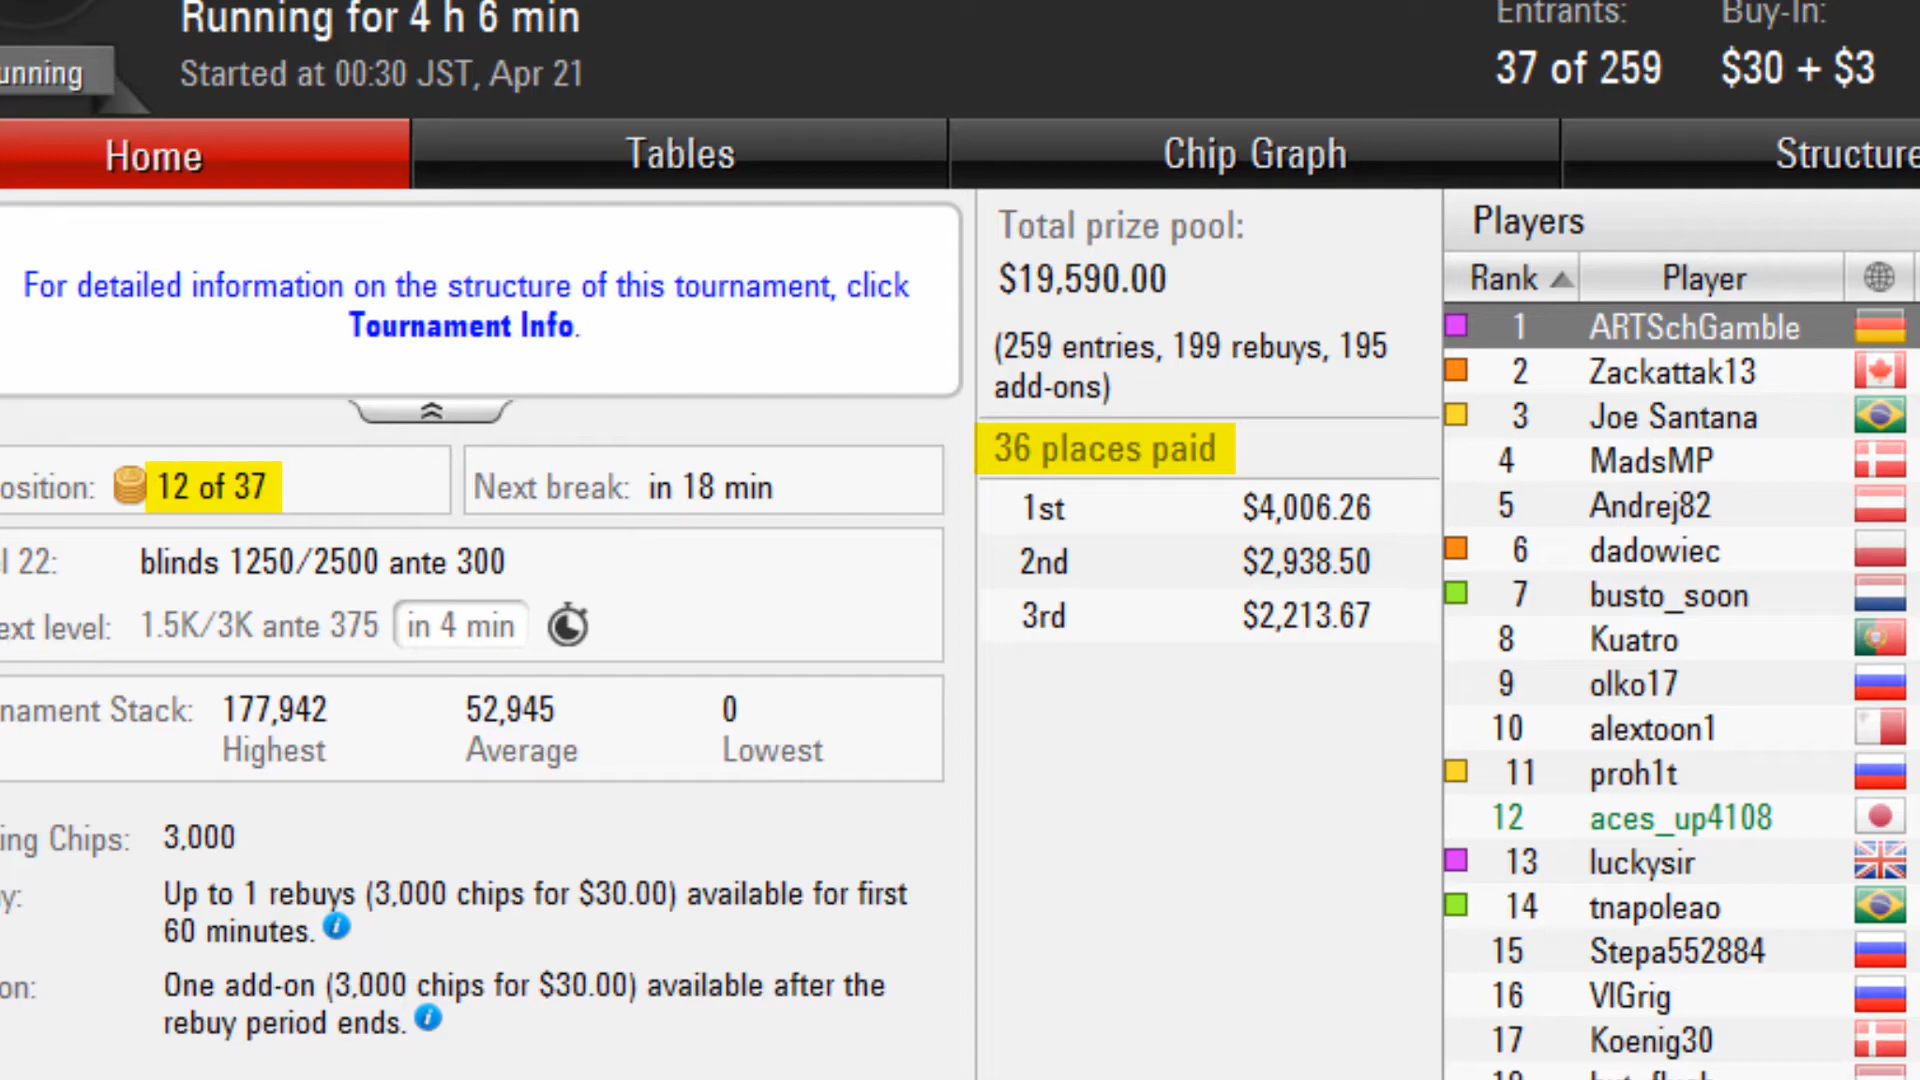 Running for 4 h 6 min
Entrants:
Buy-In:
unning
Started at 00:30 JST, Apr 21
37 of 259
$30 + $3
Home
Tables
Chip Graph
Structure
For detailed information on the structure of this tournament, click
Tournament Info.
osition: 12 of 37
Next break: in 18 min
l 22: blinds 1250/2500 ante 300
ext level: 1.5K/3K ante 375 in 4 min
nament Stack: 177,942 52,945 0
Highest Average Lowest
ing Chips: 3,000
y: Up to 1 rebuys (3,000 chips for $30.00) available for first
60 minutes.
on: One add-on (3,000 chips for $30.00) available after the
rebuy period ends.
Total prize pool:
$19,590.00
(259 entries, 199 rebuys, 195
add-ons)
36 places paid
1st $4,006.26
2nd $2,938.50
3rd $2,213.67
Players
Rank Player
1 ARTSchGamble
2 Zackattak13
3 Joe Santana
4 MadsMP
5 Andrej82
6 dadowiec
7 busto_soon
8 Kuatro
9 olko17
10 alextoon1
11 proh1t
12 aces_up4108
13 luckysir
14 tnapoleao
15 Stepa552884
16 VIGrig
17 Koenig30